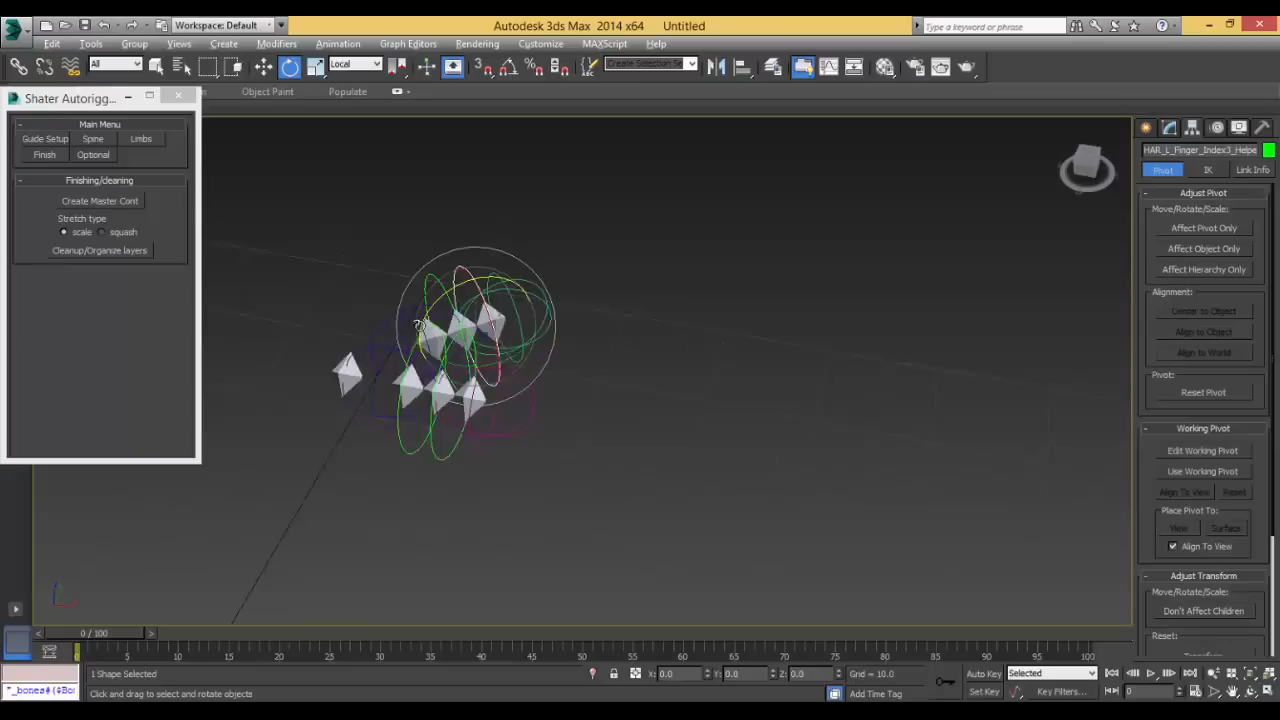 Workspace: Default
Autodesk 3ds Max 2014 x64 Untitled
Type a keyword or phrase
Edit Tools Group Views Create Modifiers Animation Graph Editors Rendering Customize MAXScript Help
All
Local
Create Selection Se
Object Paint Populate
Shater Autorigg...
Main Menu
Guide Setup Spine Limbs
Finish Optional
Finishing/cleaning
Create Master Cont
Stretch type
scale squash
Cleanup/Organize layers
HAR_L_Finger_Index3_Helpe
Pivot IK Link Info
Adjust Pivot
Move/Rotate/Scale:
Affect Pivot Only
Affect Object Only
Affect Hierarchy Only
Alignment:
Center to Object
Align to Object
Align to World
Pivot:
Reset Pivot
Working Pivot
Edit Working Pivot
Use Working Pivot
Align To View Reset
Place Pivot To:
View Surface
Align To View
Adjust Transform
Move/Rotate/Scale:
Don't Affect Children
Reset:
0 / 100
5 10 15 20 25 30 35 40 45 50 55 60 65 70 75 80 85 90 95 100
1 Shape Selected
X: 0.0 Y: 0.0 Z: 0.0 Grid = 10.0
Auto Key Selected
"_bones#($Bor
Click and drag to select and rotate objects
Add Time Tag
Set Key Key Filters...
0